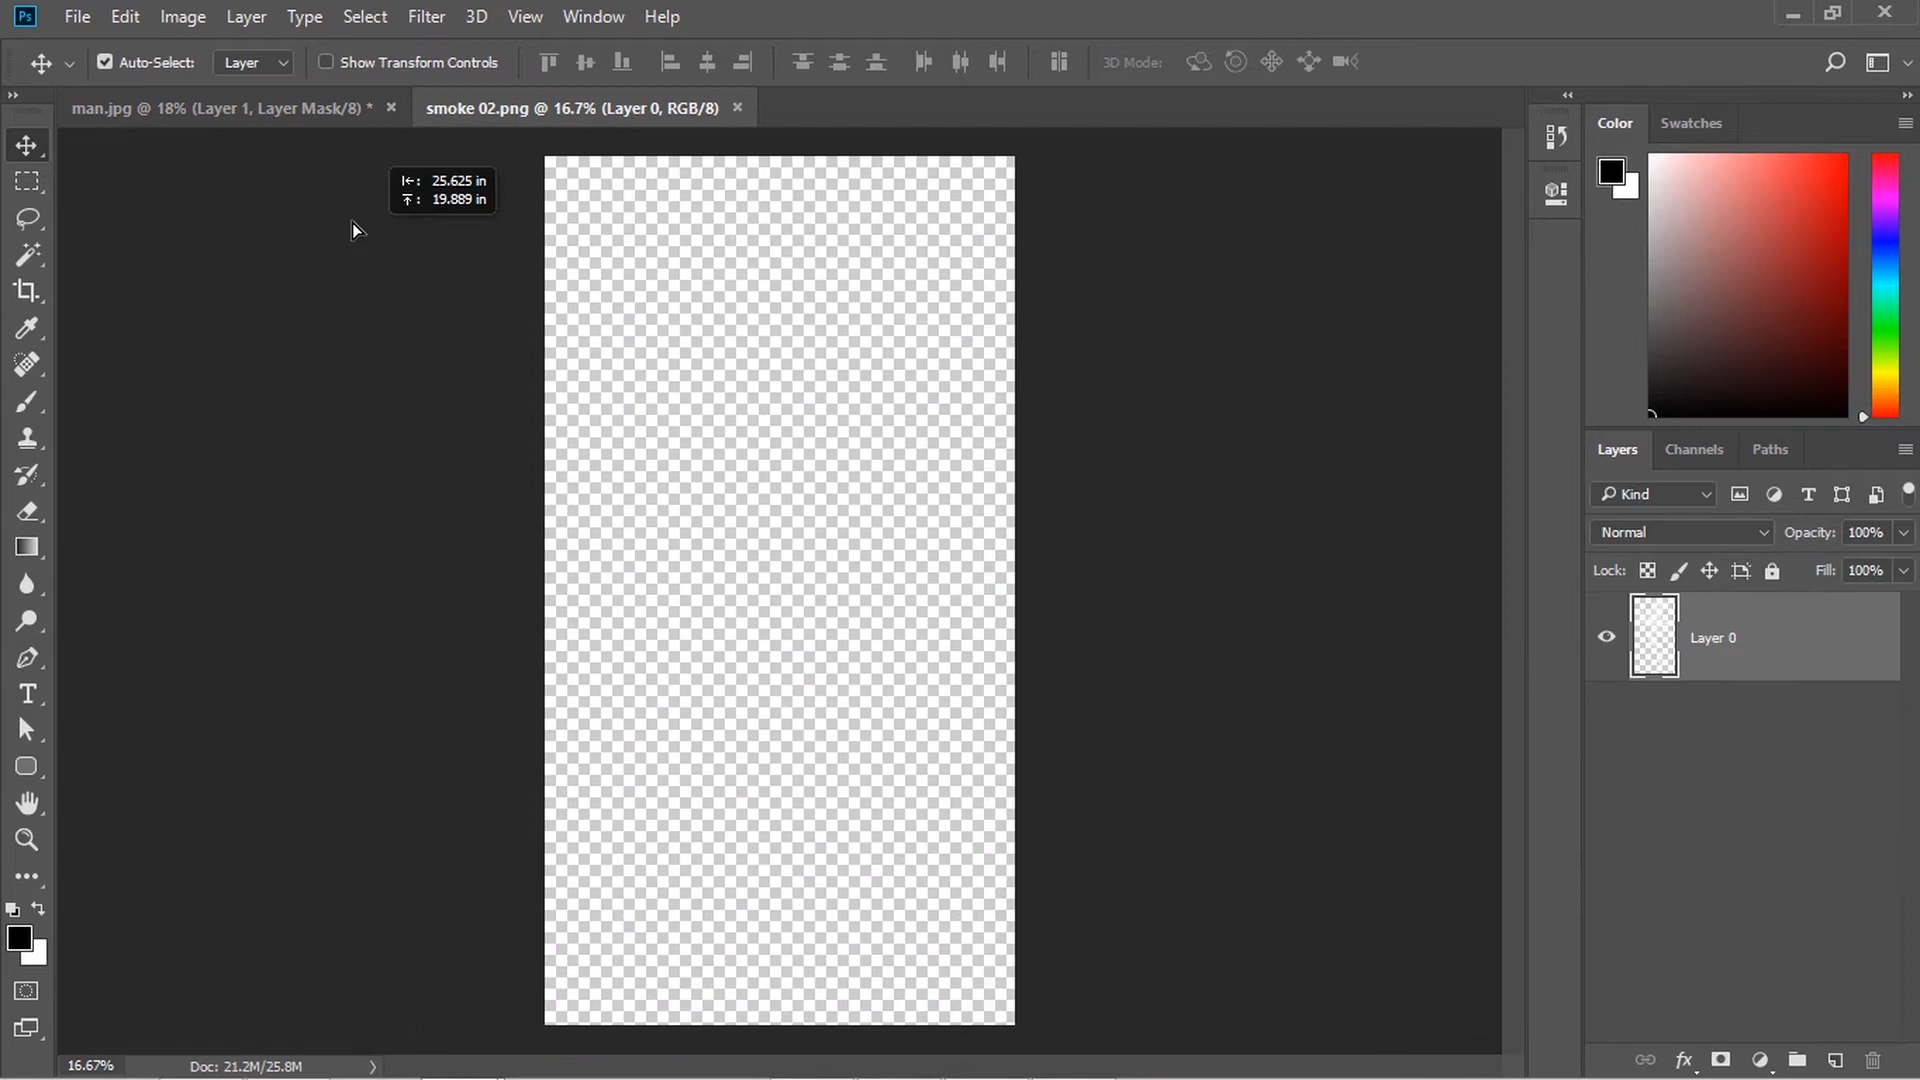 Ps File Edit Image Layer Type Select Filter 3D View Window Help
Auto-Select: Layer Show Transform Controls 3D Mode:
man.jpg @ 18% (Layer 1, Layer Mask/8) * × smoke 02.png @ 16.7% (Layer 0, RGB/8) ×
25.625 in
19.889 in
Color Swatches
Layers Channels Paths
Kind
Normal Opacity: 100%
Lock: Fill: 100%
Layer 0
16.67% Doc: 21.2M/25.8M
fx